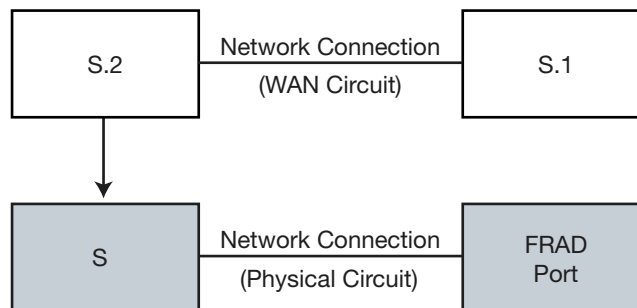 S.2
Network Connection
(WAN Circuit)
S.1
S
Network Connection
(Physical Circuit)
FRAD
Port